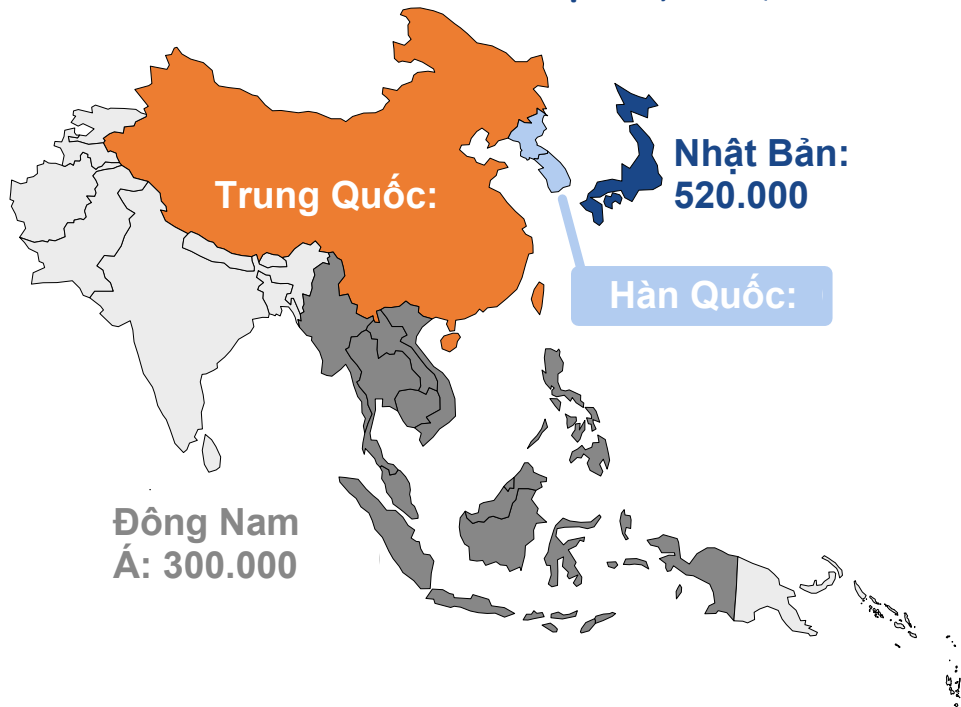 Trung Quốc:
Nhật Bản:
520.000
Hàn Quốc:
Đông Nam
Á: 300.000